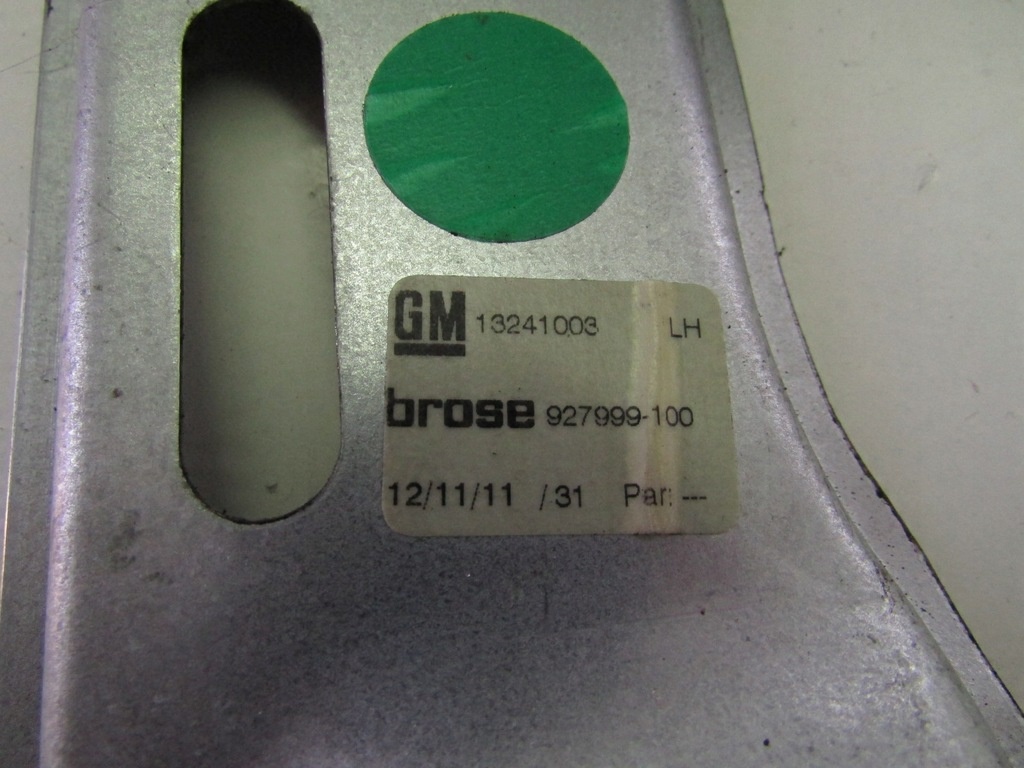 GM 13241003 LH
brose 927999-100
12/11/11 /31 Par: ---